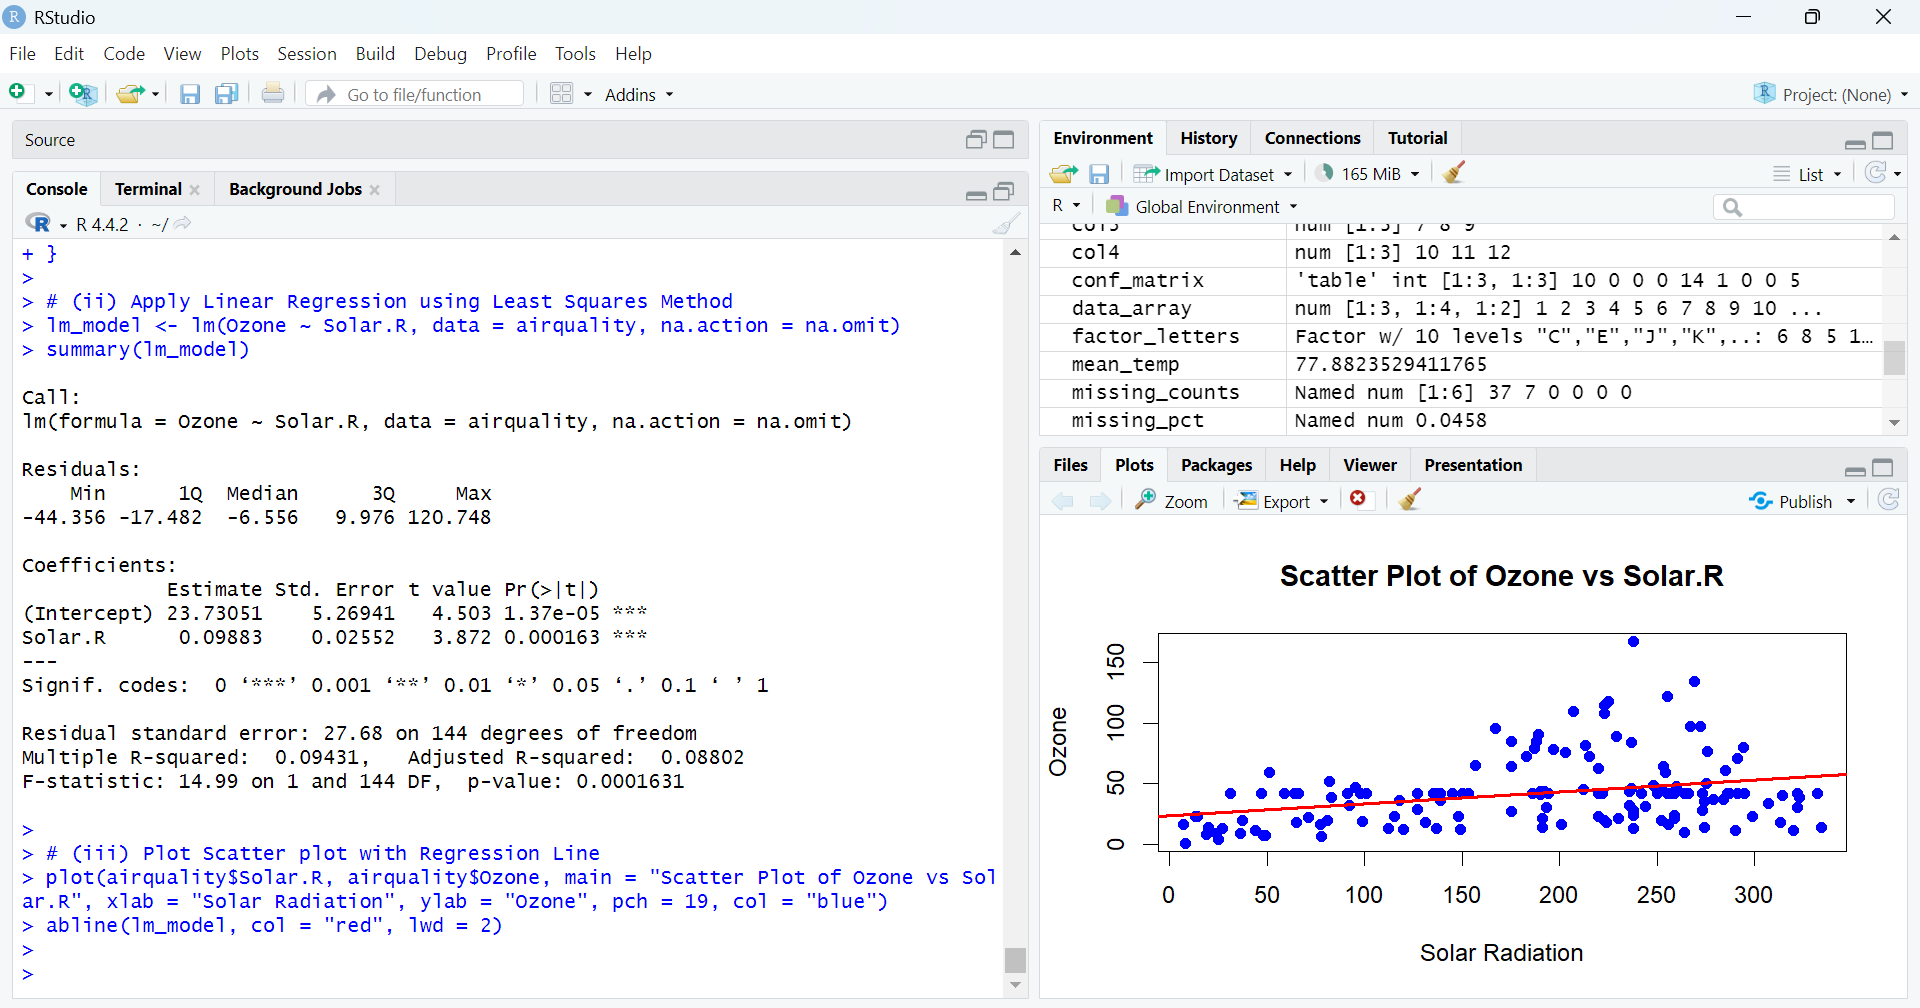 RStudio
File Edit Code View Plots Session Build Debug Profile Tools Help
Go to file/function Addins Project: (None)
Source
Console Terminal Background Jobs
R 4.4.2 · ~/
+ }
>
> # (ii) Apply Linear Regression using Least Squares Method
> lm_model <- lm(Ozone ~ Solar.R, data = airquality, na.action = na.omit)
> summary(lm_model)
Call:
lm(formula = Ozone ~ Solar.R, data = airquality, na.action = na.omit)
Residuals:
Min 1Q Median 3Q Max
-44.356 -17.482 -6.556 9.976 120.748
Coefficients:
Estimate Std. Error t value Pr(>|t|)
(Intercept) 23.73051 5.26941 4.503 1.37e-05 ***
Solar.R 0.09883 0.02552 3.872 0.000163 ***
---
Signif. codes: 0 ‘***’ 0.001 ‘**’ 0.01 ‘*’ 0.05 ‘.’ 0.1 ‘ ’ 1
Residual standard error: 27.68 on 144 degrees of freedom
Multiple R-squared: 0.09431, Adjusted R-squared: 0.08802
F-statistic: 14.99 on 1 and 144 DF, p-value: 0.0001631
>
> # (iii) Plot Scatter plot with Regression Line
> plot(airquality$Solar.R, airquality$Ozone, main = "Scatter Plot of Ozone vs Sol
ar.R", xlab = "Solar Radiation", ylab = "Ozone", pch = 19, col = "blue")
> abline(lm_model, col = "red", lwd = 2)
>
>
Environment History Connections Tutorial
Import Dataset 165 MiB List
R Global Environment
col3 num [1:3] 7 8 9
col4 num [1:3] 10 11 12
conf_matrix 'table' int [1:3, 1:3] 10 0 0 0 14 1 0 0 5
data_array num [1:3, 1:4, 1:2] 1 2 3 4 5 6 7 8 9 10 ...
factor_letters Factor w/ 10 levels "C","E","J","K",..: 6 8 5 1…
mean_temp 77.8823529411765
missing_counts Named num [1:6] 37 7 0 0 0 0
missing_pct Named num 0.0458
Files Plots Packages Help Viewer Presentation
Zoom Export Publish
Scatter Plot of Ozone vs Solar.R
Ozone
150
100
50
0
0 50 100 150 200 250 300
Solar Radiation